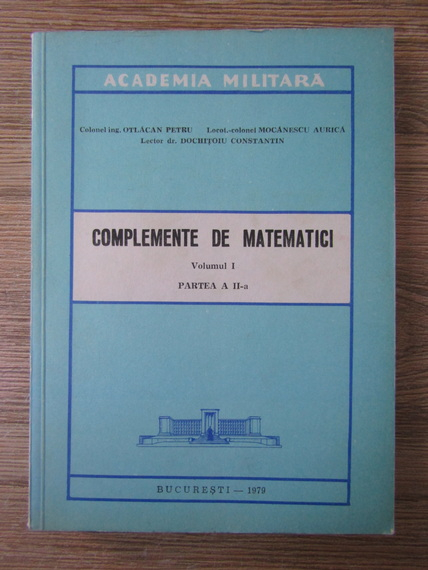 ACADEMIA MILITARĂ
Colonel ing. OTLĂCAN PETRU Locot.-colonel MOCĂNESCU AURICĂ
Lector dr. DOCHIȚOIU CONSTANTIN
COMPLEMENTE DE MATEMATICI
Volumul I
PARTEA A II-a
BUCUREȘTI — 1979